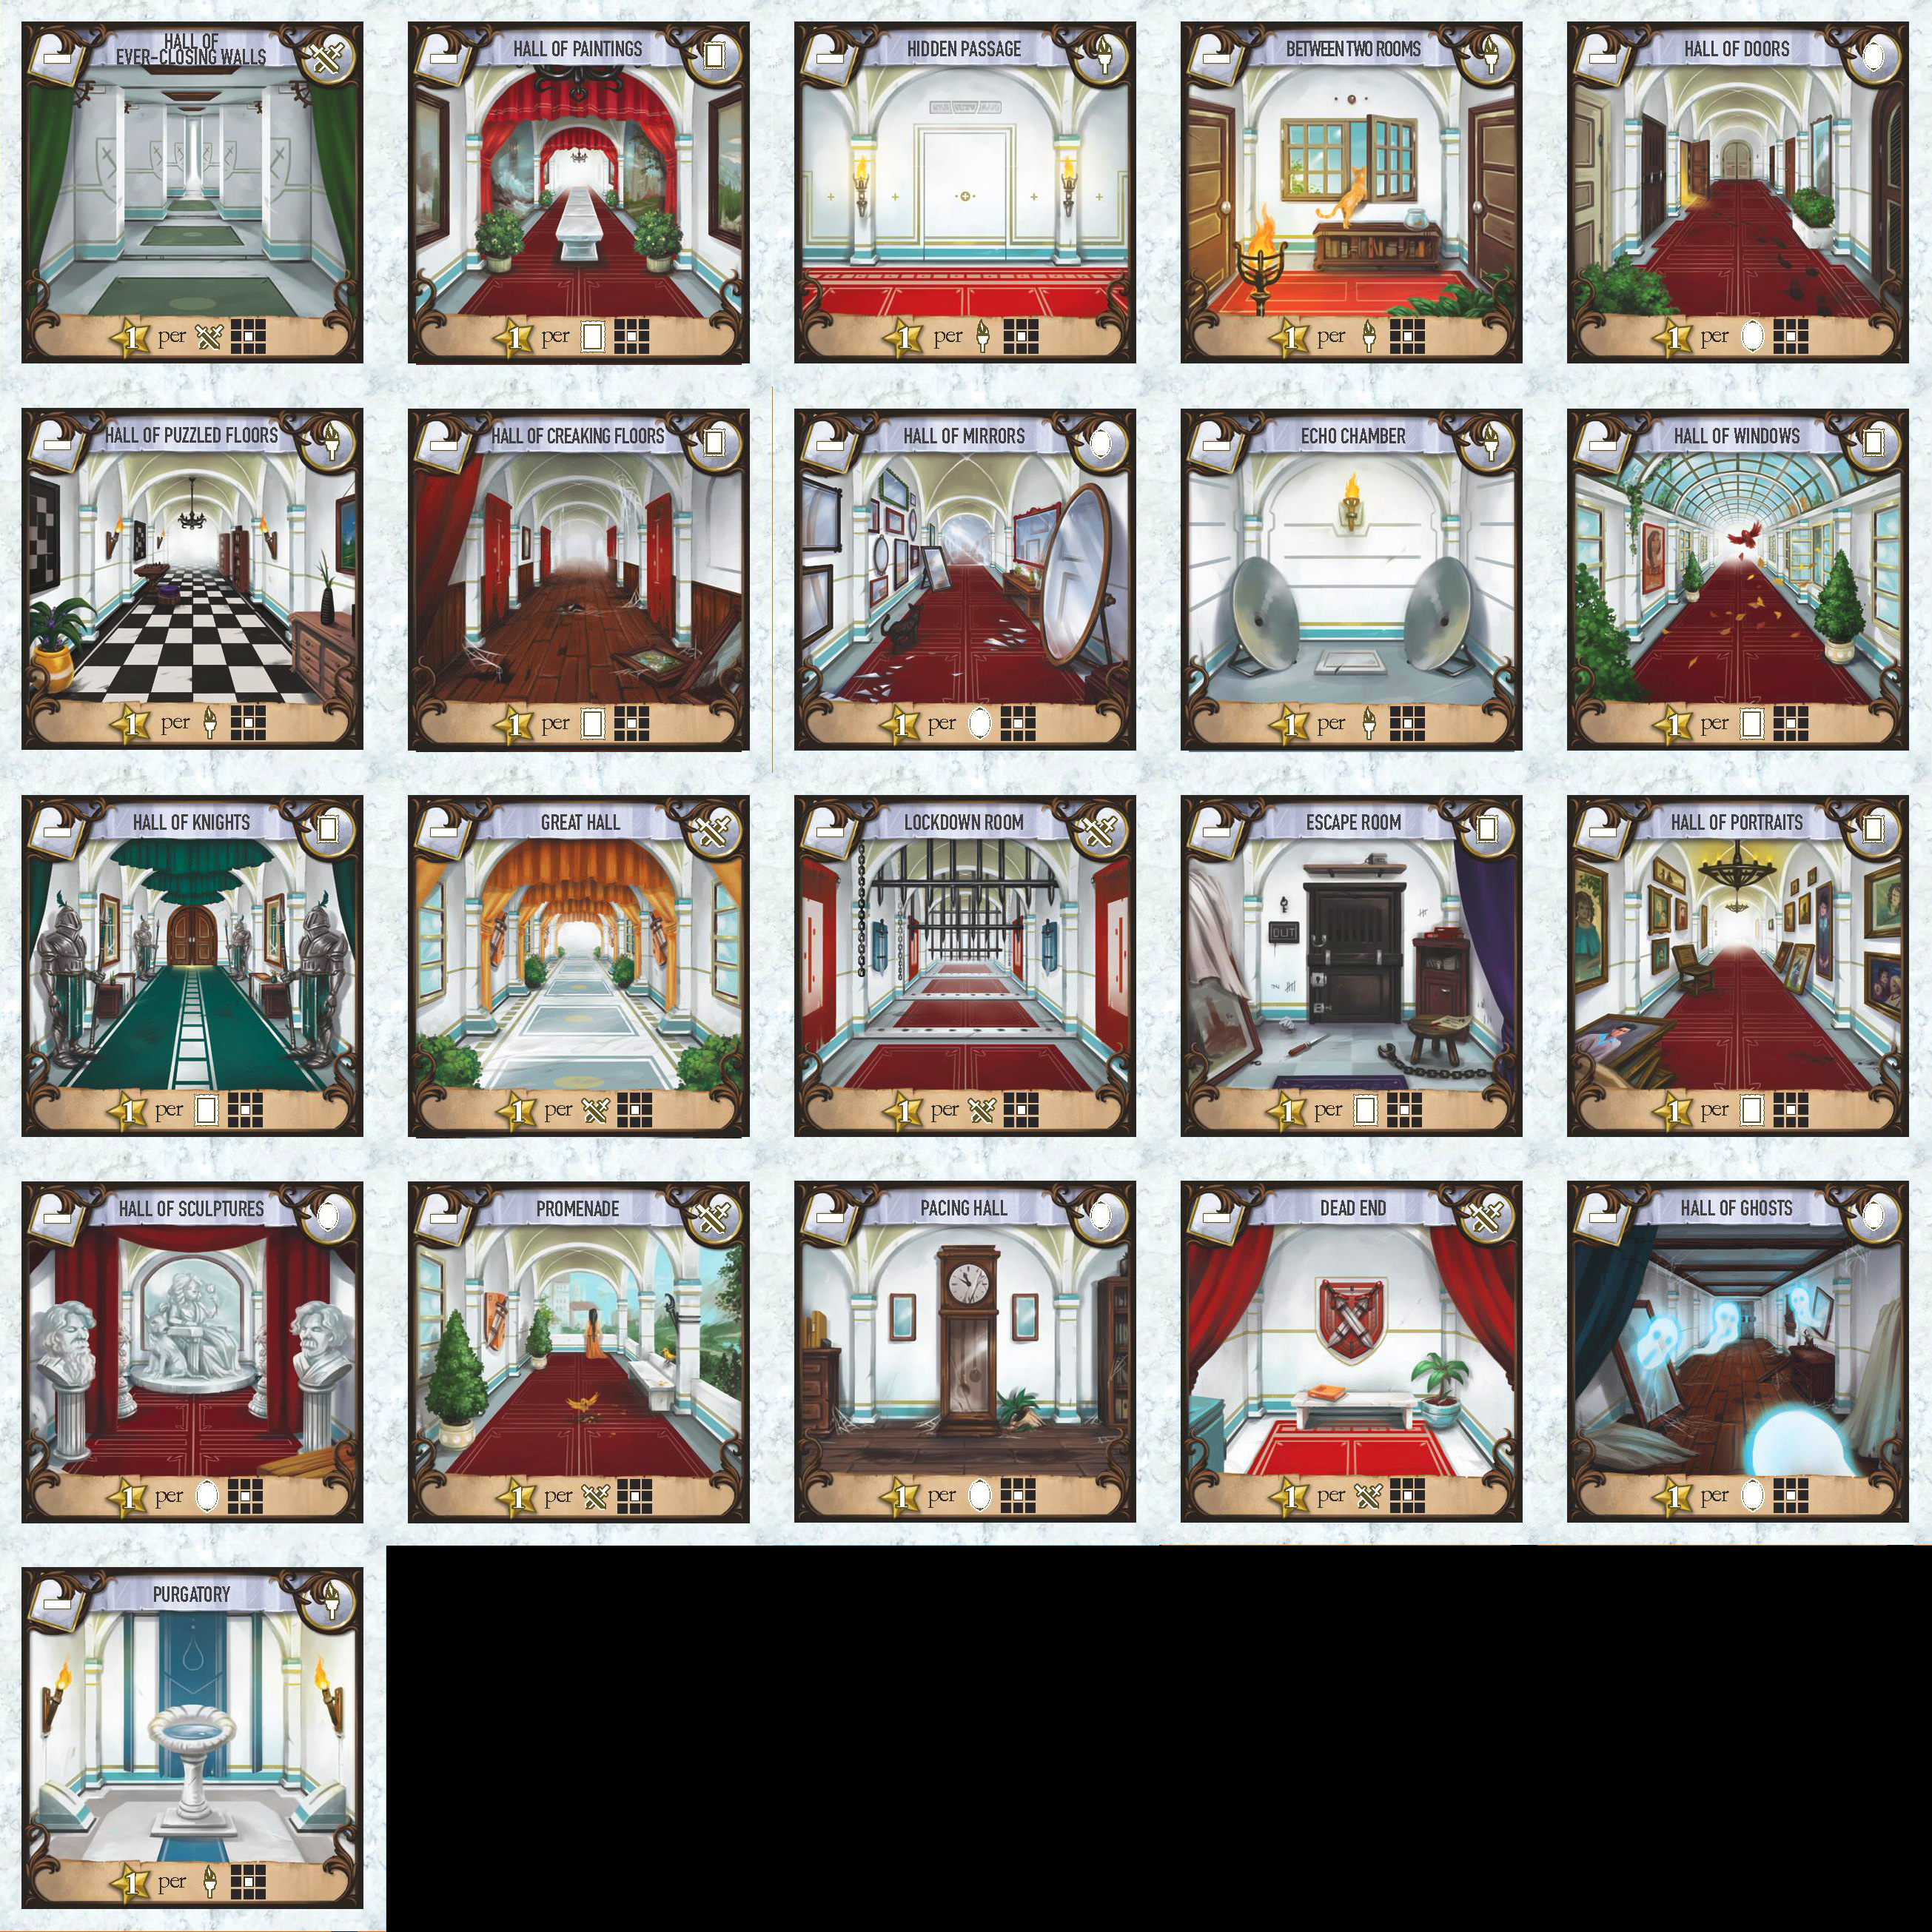 HALL OF
EVER-CLOSING WALLS
1 per
HALL OF PAINTINGS
1 per
HIDDEN PASSAGE
1 per
BETWEEN TWO ROOMS
1 per
HALL OF DOORS
1 per
HALL OF PUZZLED FLOORS
1 per
HALL OF CREAKING FLOORS
1 per
HALL OF MIRRORS
1 per
ECHO CHAMBER
1 per
HALL OF WINDOWS
1 per
HALL OF KNIGHTS
1 per
GREAT HALL
1 per
LOCKDOWN ROOM
1 per
ESCAPE ROOM
OUT
1 per
HALL OF PORTRAITS
1 per
HALL OF SCULPTURES
1 per
PROMENADE
1 per
PACING HALL
1 per
DEAD END
1 per
HALL OF GHOSTS
1 per
PURGATORY
1 per